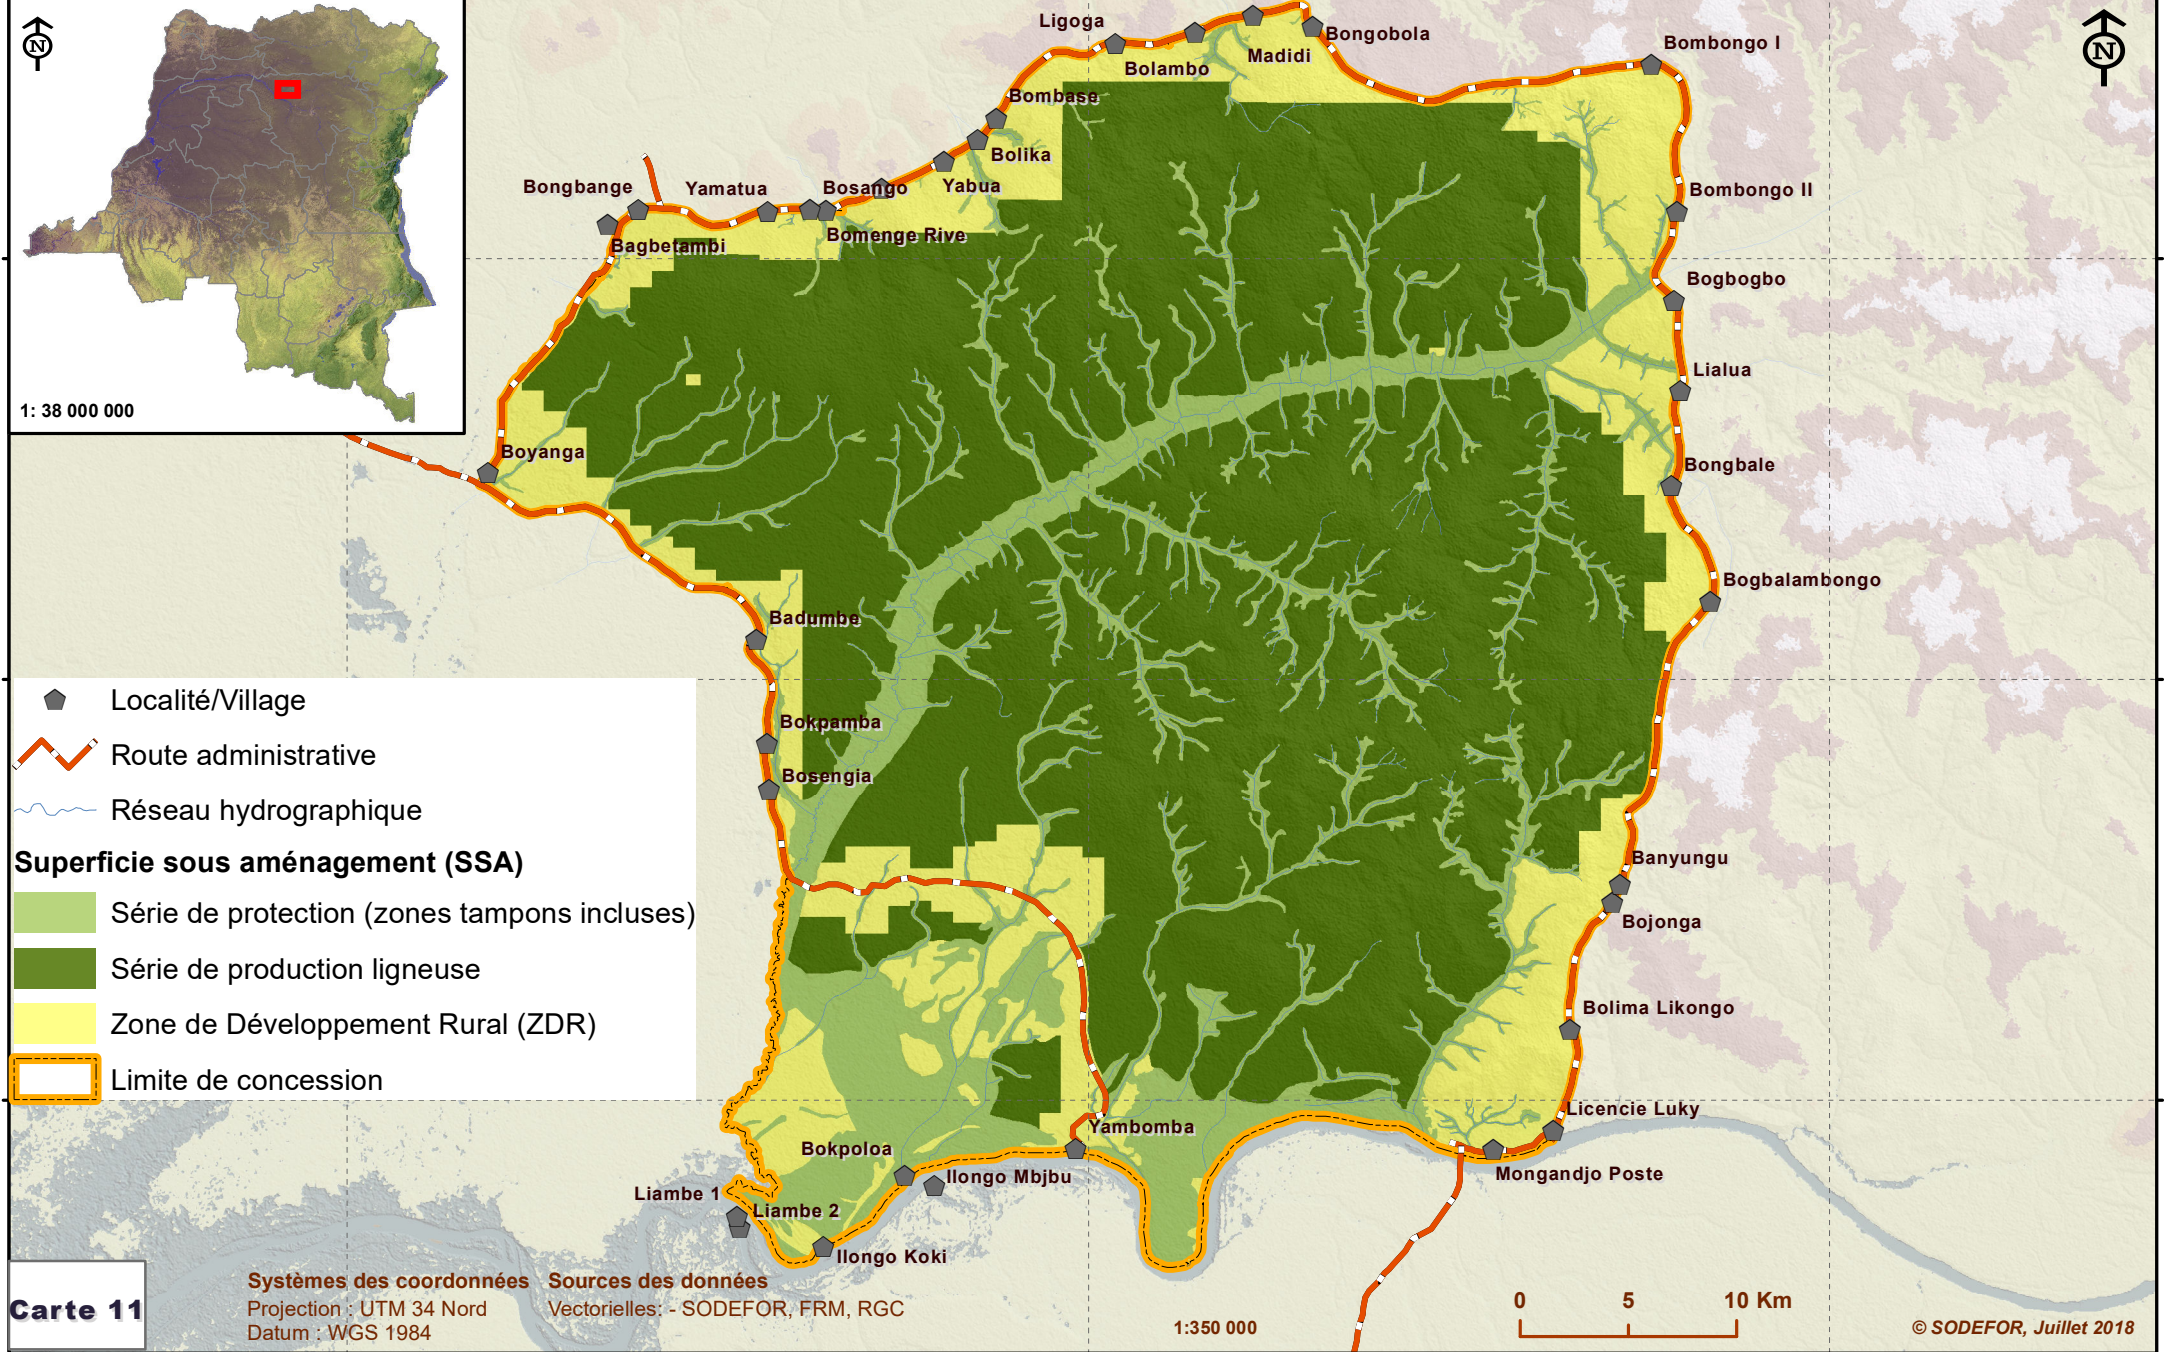 N
1: 38 000 000
N
Ligoga
Bolambo
Madidi
Bongobola
Bombongo I
Bombase
Bolika
Yabua
Bosango
Yamatua
Bongbange
Bagbetambi
Bomenge Rive
Bombongo II
Bogbogbo
Lialua
Boyanga
Bongbale
Bogbalambongo
Badumbe
Bokpamba
Bosengia
Banyungu
Bojonga
Bolima Likongo
Licencie Luky
Yambomba
Bokpoloa
Ilongo Mbjbu
Mongandjo Poste
Liambe 1
Liambe 2
Ilongo Koki
Localité/Village
Route administrative
Réseau hydrographique
Superficie sous aménagement (SSA)
Série de protection (zones tampons incluses)
Série de production ligneuse
Zone de Développement Rural (ZDR)
Limite de concession
Carte 11
Systèmes des coordonnées
Projection : UTM 34 Nord
Datum : WGS 1984
Sources des données
Vectorielles: - SODEFOR, FRM, RGC
1:350 000
0 5 10 Km
© SODEFOR, Juillet 2018